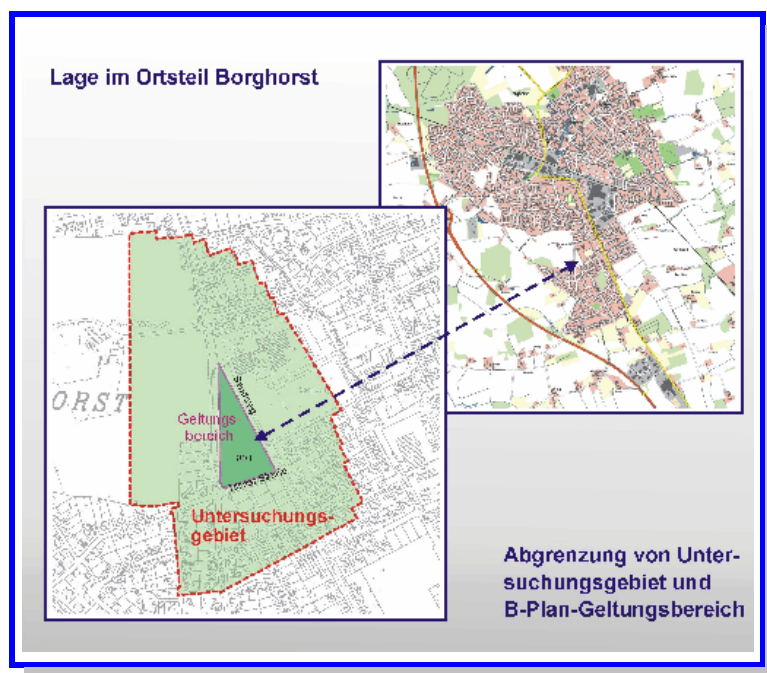 Lage im Ortsteil Borghorst
ORST
Geltungs-
bereich
Untersuchungs-
gebiet
Abgrenzung von Unter-
suchungsgebiet und
B-Plan-Geltungsbereich